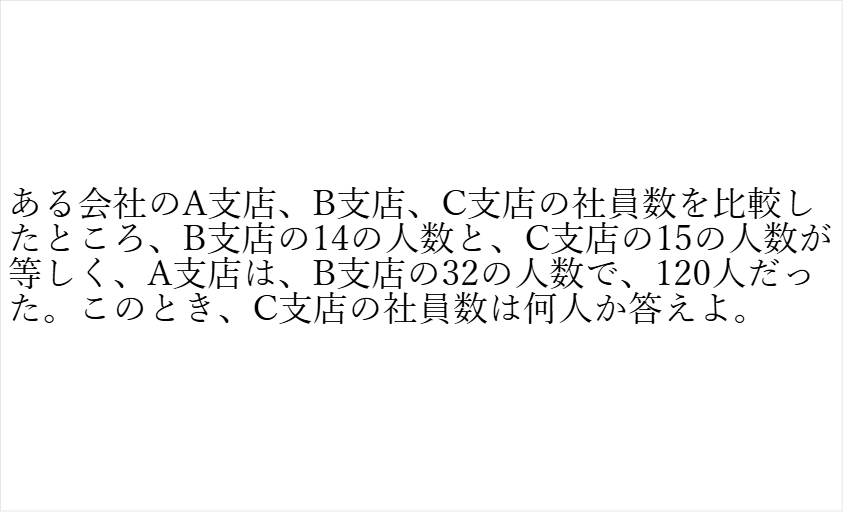 ある会社のA支店、B支店、C支店の社員数を比較し
たところ、B支店の14の人数と、C支店の15の人数が
等しく、A支店は、B支店の32の人数で、120人だっ
た。このとき、C支店の社員数は何人か答えよ。